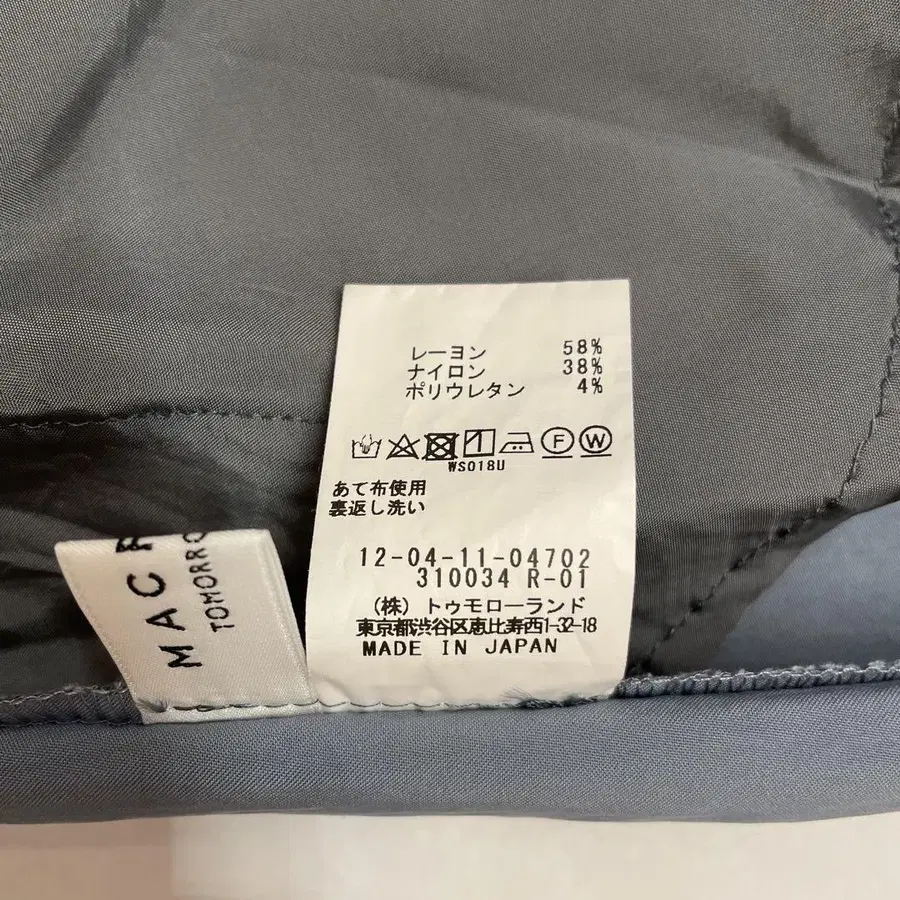 レーヨン 58%
ナイロン 38%
ポリウレタン 4%
F W
WS018U
あて布使用
裏返し洗い
12-04-11-04702
310034 R-01
(株) トゥモローランド
東京都渋谷区恵比寿西1-32-18
MADE IN JAPAN
MAC
TOMORRO